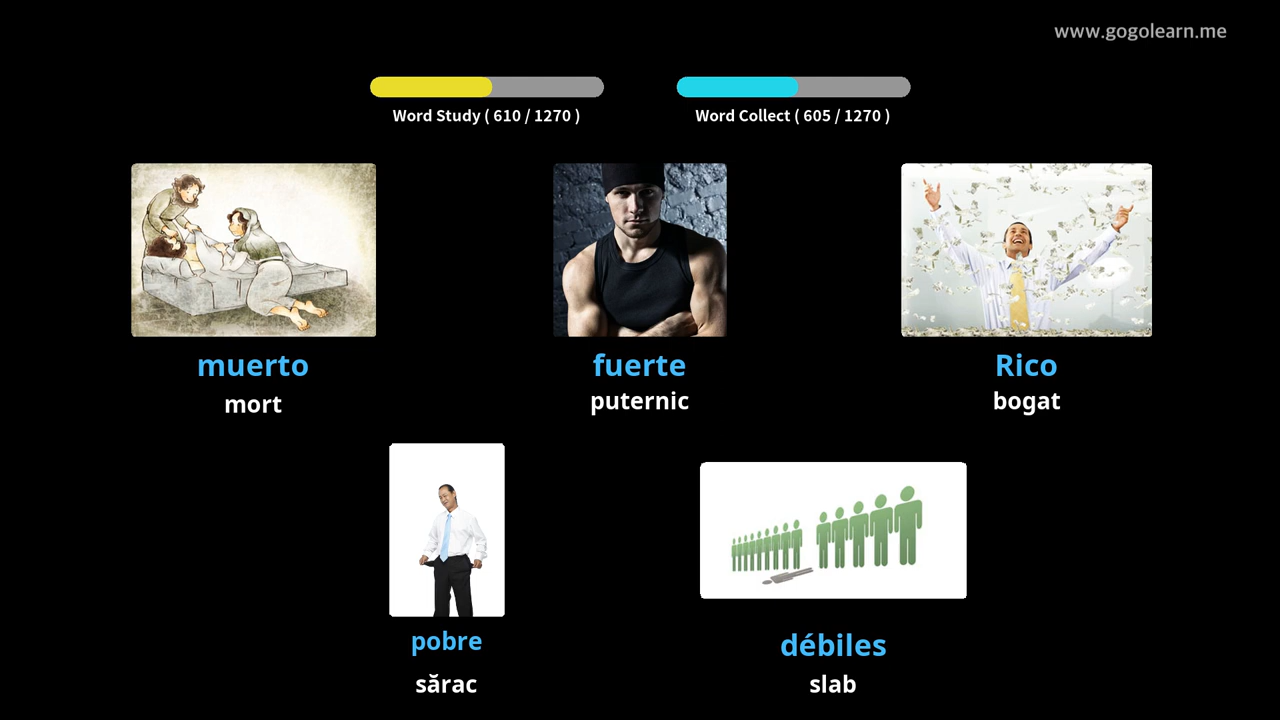 www.gogolearn.me
Word Study ( 610 / 1270 )
Word Collect ( 605 / 1270 )
muerto
fuerte
Rico
mort
puternic
bogat
pobre
débiles
sărac
slab